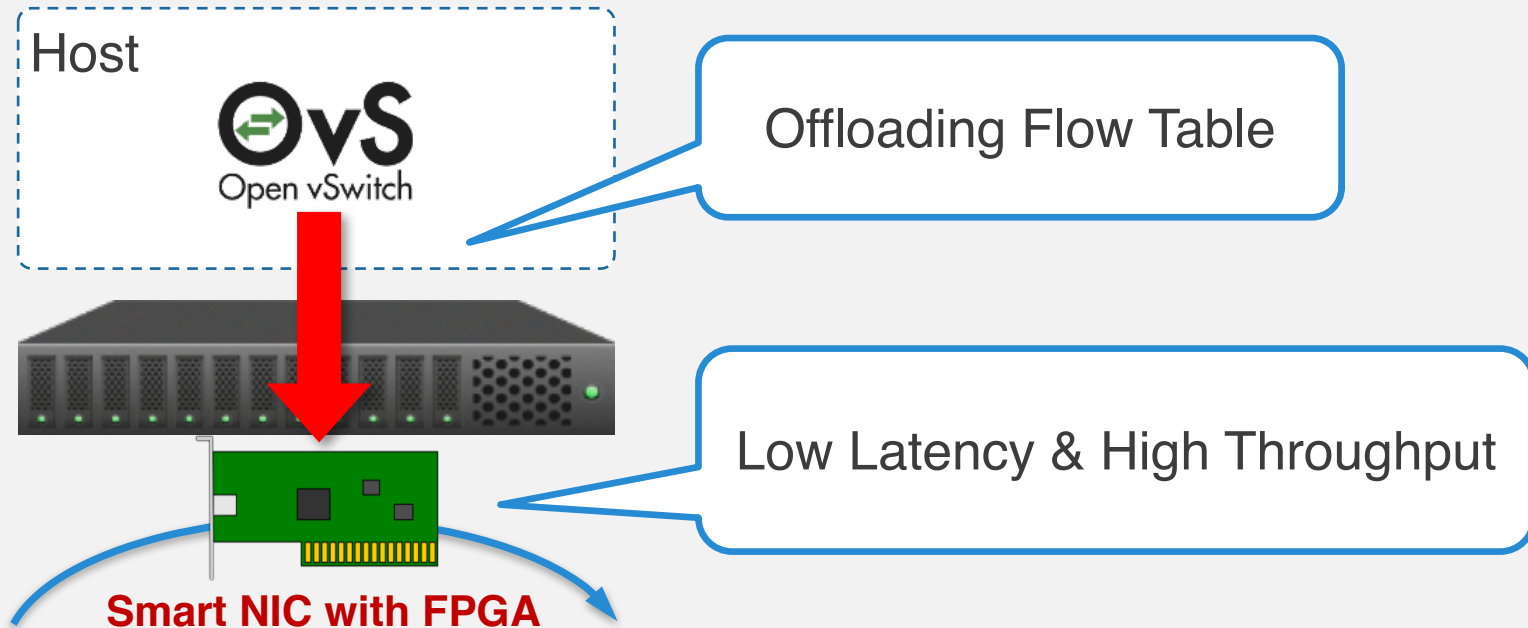 Host
OvS
Open vSwitch
Offloading Flow Table
Low Latency & High Throughput
Smart NIC with FPGA